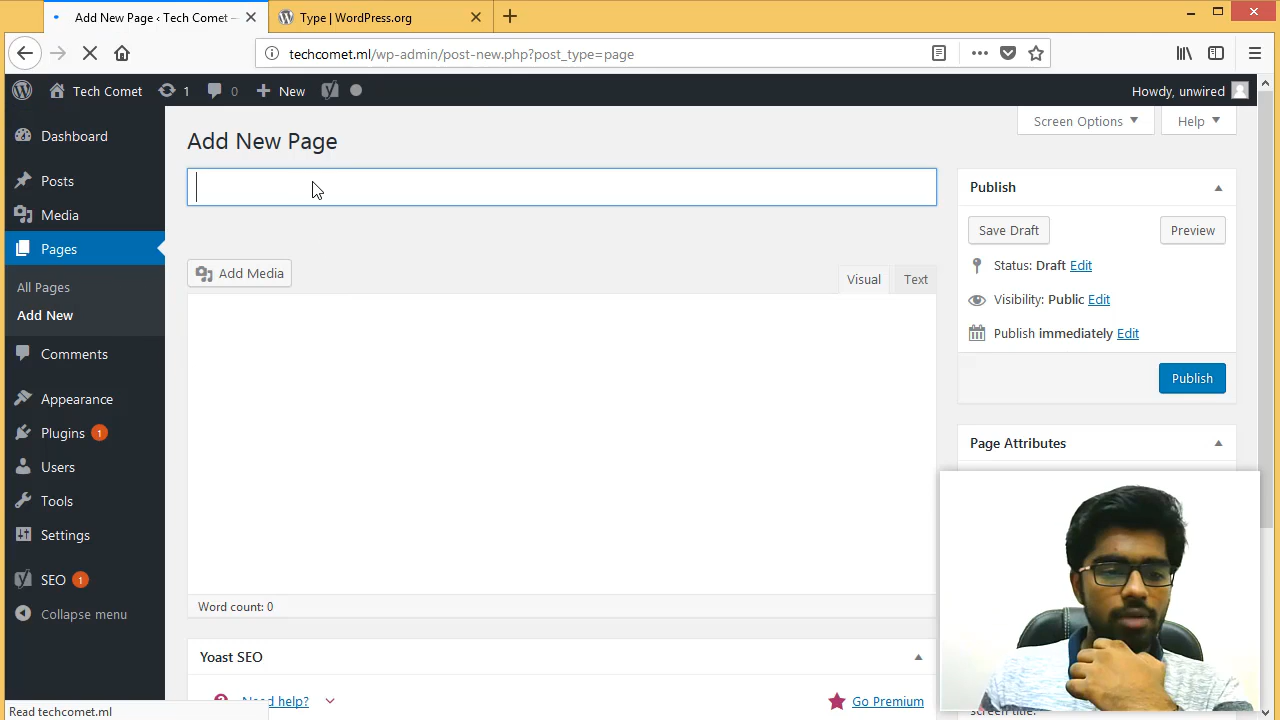 Add New Page ‹ Tech Comet —
Type | WordPress.org
techcomet.ml/wp-admin/post-new.php?post_type=page
Tech Comet 1 0 New
Howdy, unwired
Dashboard
Posts
Media
Pages
All Pages
Add New
Comments
Appearance
Plugins 1
Users
Tools
Settings
SEO 1
Collapse menu
Screen Options Help
Add New Page
Add Media
Visual Text
Word count: 0
Yoast SEO
Need help?
Go Premium
Publish
Save Draft Preview
Status: Draft Edit
Visibility: Public Edit
Publish immediately Edit
Publish
Page Attributes
screen title.
Read techcomet.ml